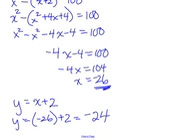 x² - (x+2)² = 100
x² - (x² + 4x + 4) = 100
x² - x² - 4x - 4 = 100
-4x - 4 = 100
-4x = 104
x = -26
y = x + 2
y = (-26) + 2 = -24